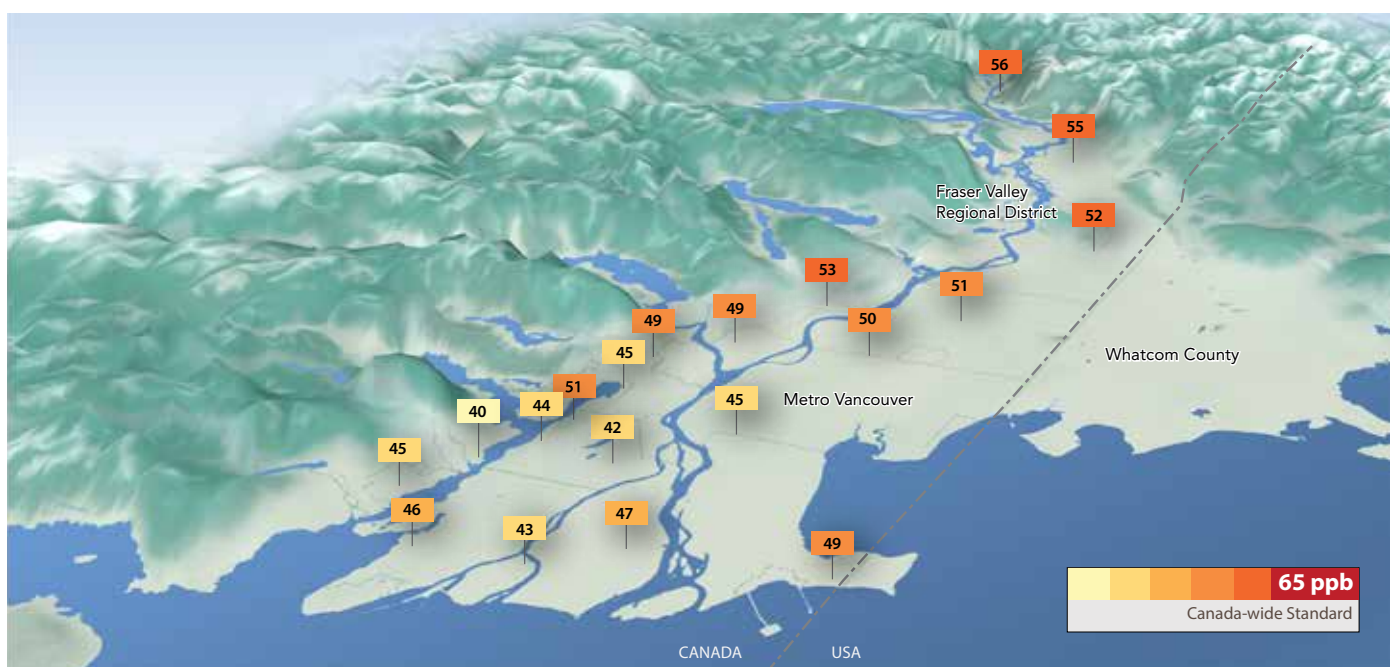 56
55
Fraser Valley
Regional District
52
53
51
49
50
49
45
Whatcom County
51
44
40
45
Metro Vancouver
42
45
46
47
43
49
65 ppb
Canada-wide Standard
CANADA
USA